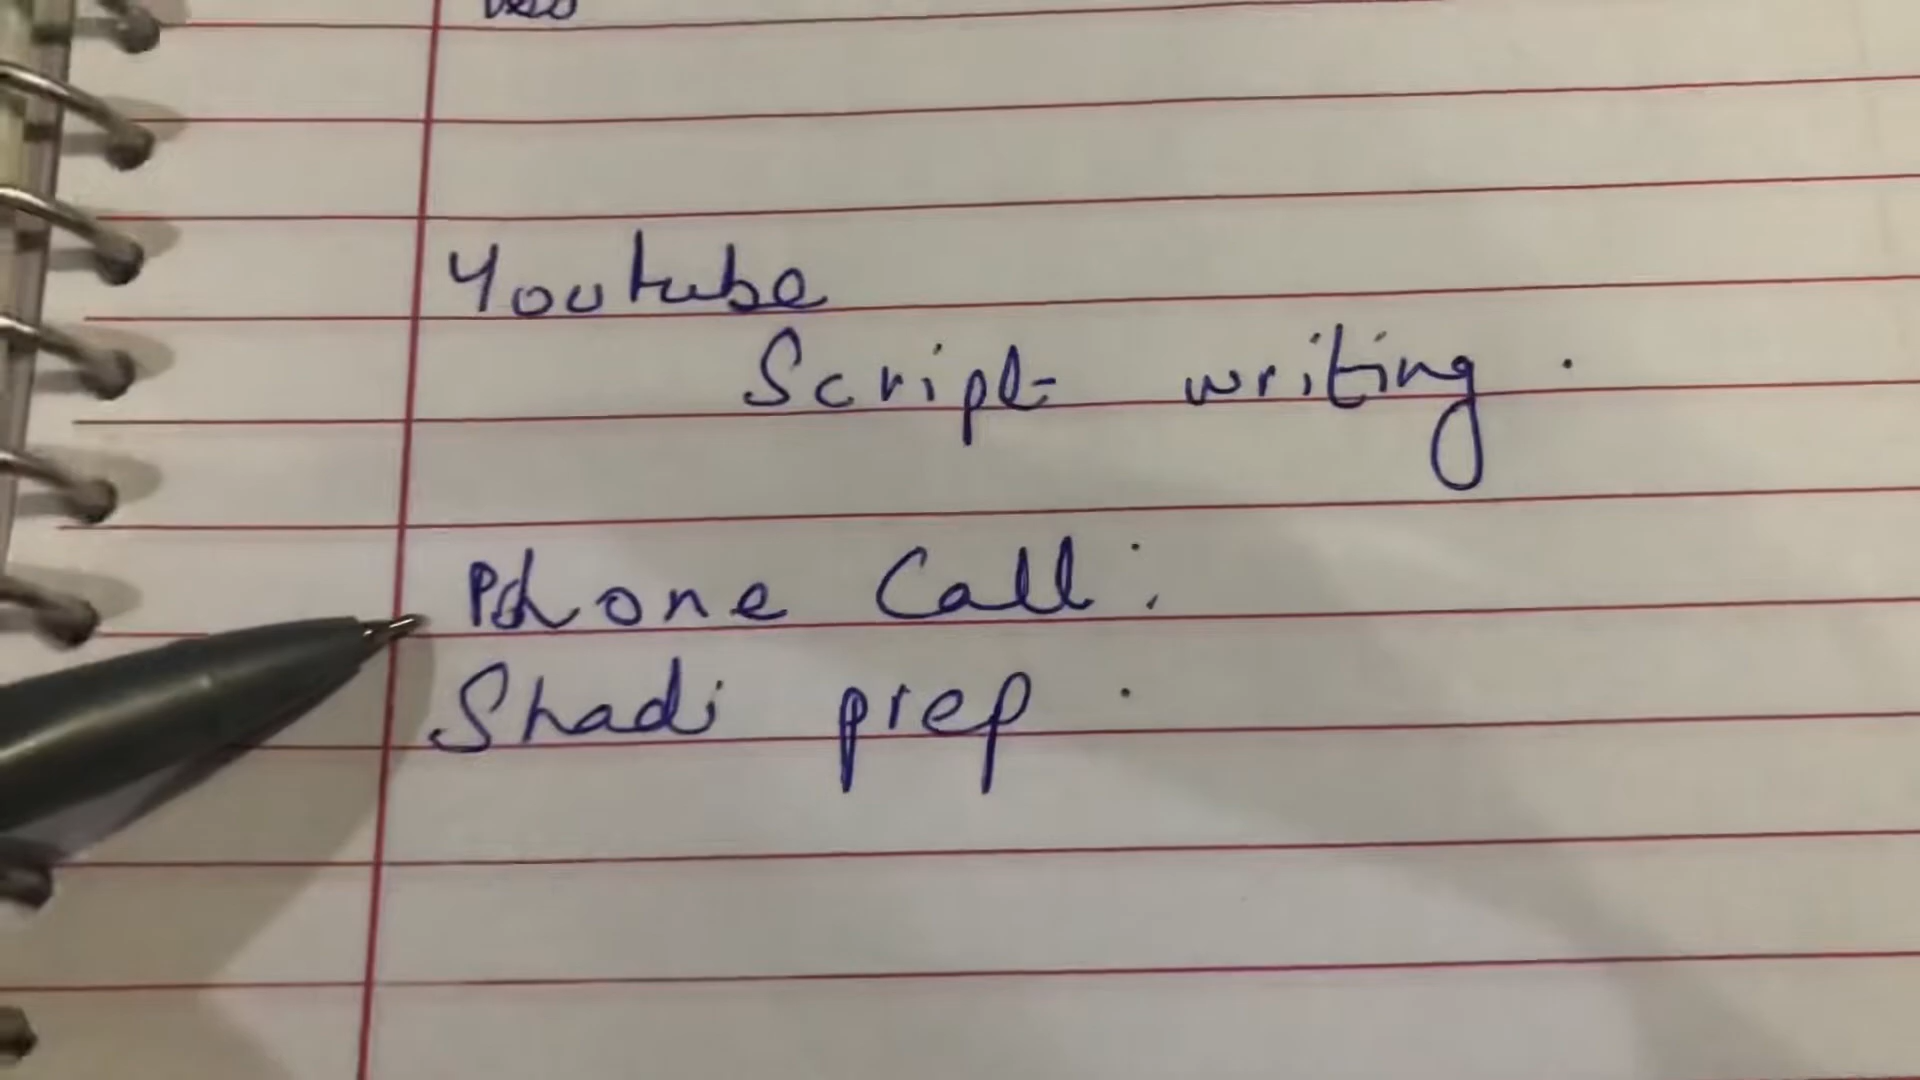 Youtube
Script writing .
Phone Call :
Shadi prep .